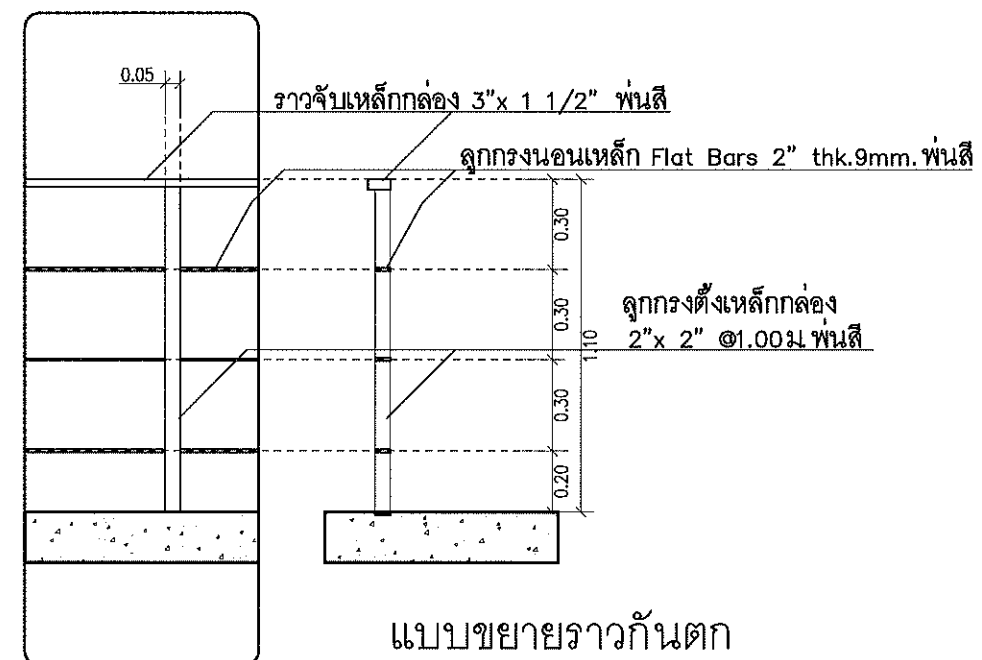 0.05
ราวจับเหล็กกล่อง 3"x 1 1/2" พ่นสี
ลูกกรงนอนเหล็ก Flat Bars 2" thk.9mm. พ่นสี
0.30
0.30
ลูกกรงตั้งเหล็กกล่อง
2"x 2" @1.00ม. พ่นสี
1.10
0.30
0.20
แบบขยายราวกันตก